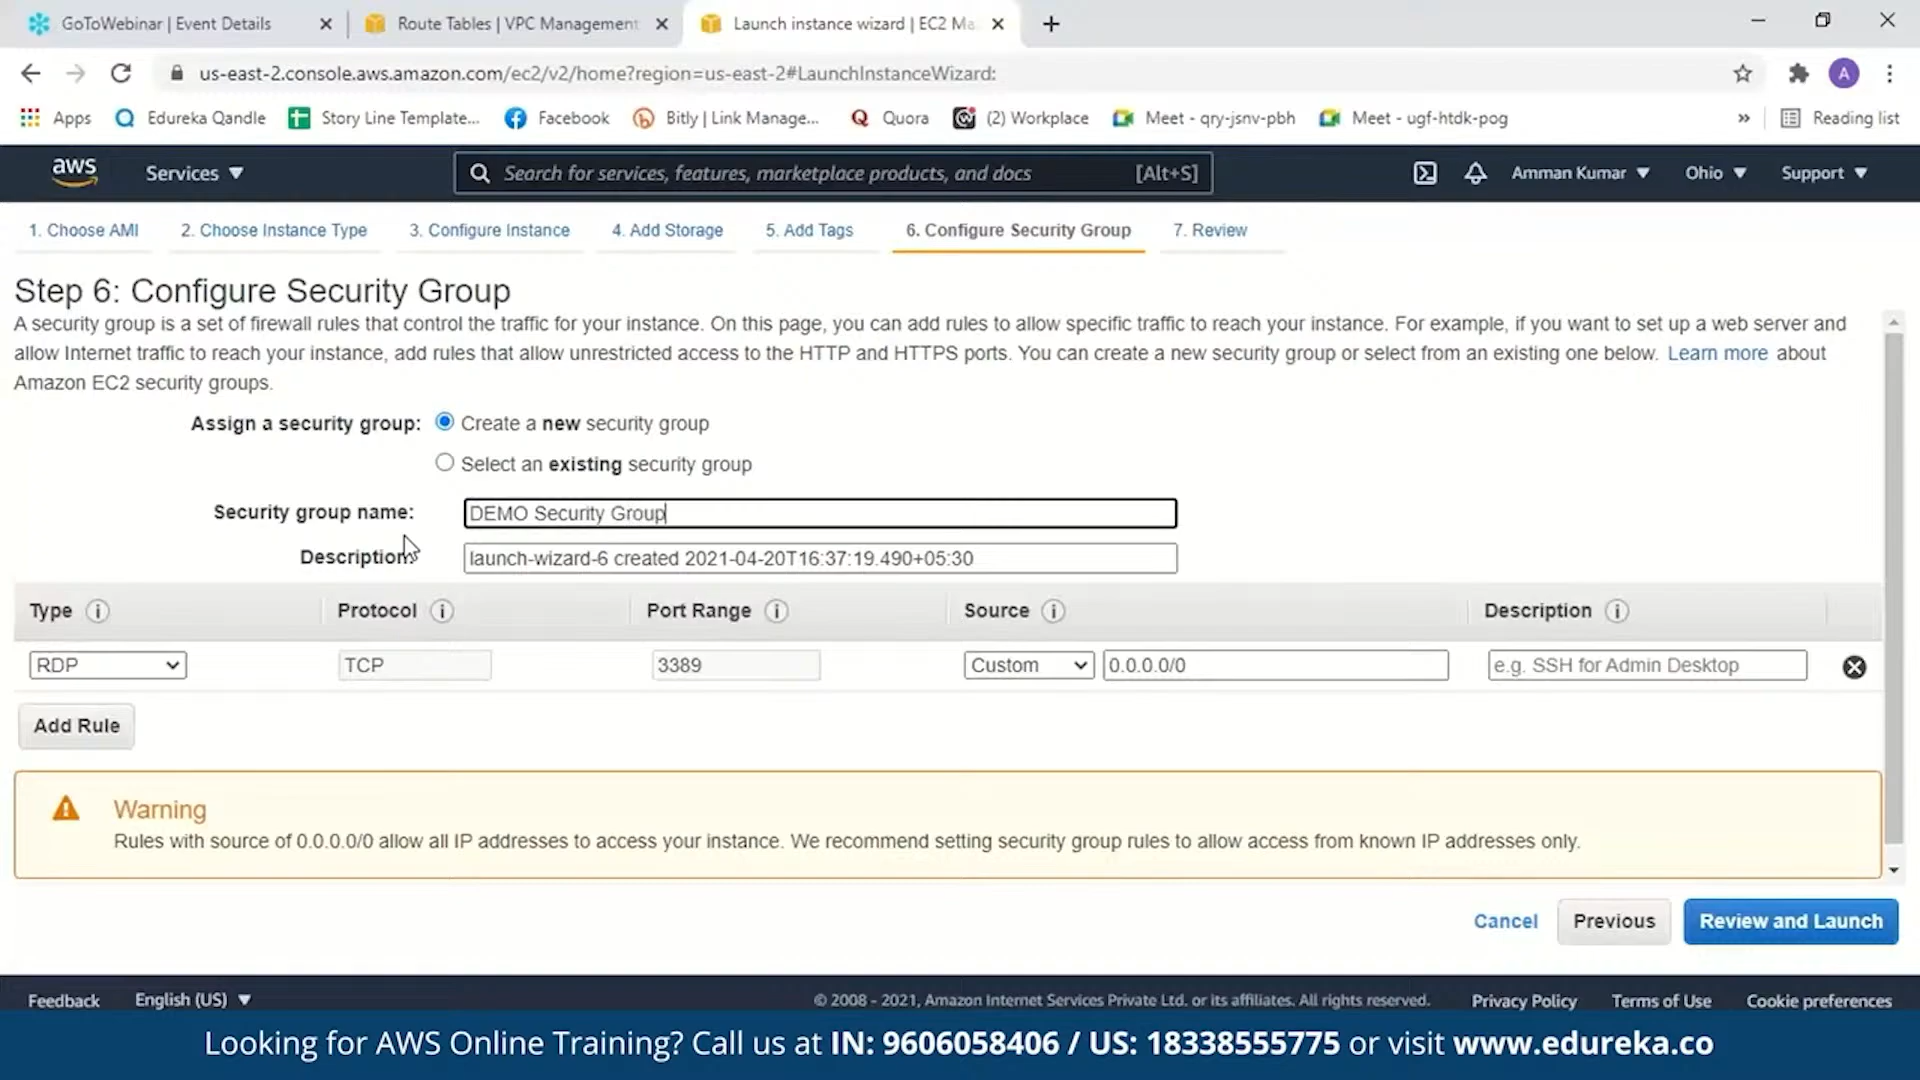 GoToWebinar | Event Details
Route Tables | VPC Management
Launch instance wizard | EC2 Ma
us-east-2.console.aws.amazon.com/ec2/v2/home?region=us-east-2#LaunchInstanceWizard:
A
Apps
Edureka Qandle
Story Line Template...
Facebook
Bitly | Link Manage...
Quora
(2) Workplace
Meet - qry-jsnv-pbh
Meet - ugf-htdk-pog
»
Reading list
aws
Services
Search for services, features, marketplace products, and docs
[Alt+S]
Amman Kumar
Ohio
Support
1. Choose AMI
2. Choose Instance Type
3. Configure Instance
4. Add Storage
5. Add Tags
6. Configure Security Group
7. Review
Step 6: Configure Security Group
A security group is a set of firewall rules that control the traffic for your instance. On this page, you can add rules to allow specific traffic to reach your instance. For example, if you want to set up a web server and
allow Internet traffic to reach your instance, add rules that allow unrestricted access to the HTTP and HTTPS ports. You can create a new security group or select from an existing one below. Learn more about
Amazon EC2 security groups.
Assign a security group:
Create a new security group
Select an existing security group
Security group name:
DEMO Security Group
Description:
launch-wizard-6 created 2021-04-20T16:37:19.490+05:30
Type
Protocol
Port Range
Source
Description
RDP
TCP
3389
Custom
0.0.0.0/0
e.g. SSH for Admin Desktop
Add Rule
Warning
Rules with source of 0.0.0.0/0 allow all IP addresses to access your instance. We recommend setting security group rules to allow access from known IP addresses only.
Cancel
Previous
Review and Launch
Feedback
English (US)
© 2008 - 2021, Amazon Internet Services Private Ltd. or its affiliates. All rights reserved.
Privacy Policy
Terms of Use
Cookie preferences
Looking for AWS Online Training? Call us at IN: 9606058406 / US: 18338555775 or visit www.edureka.co